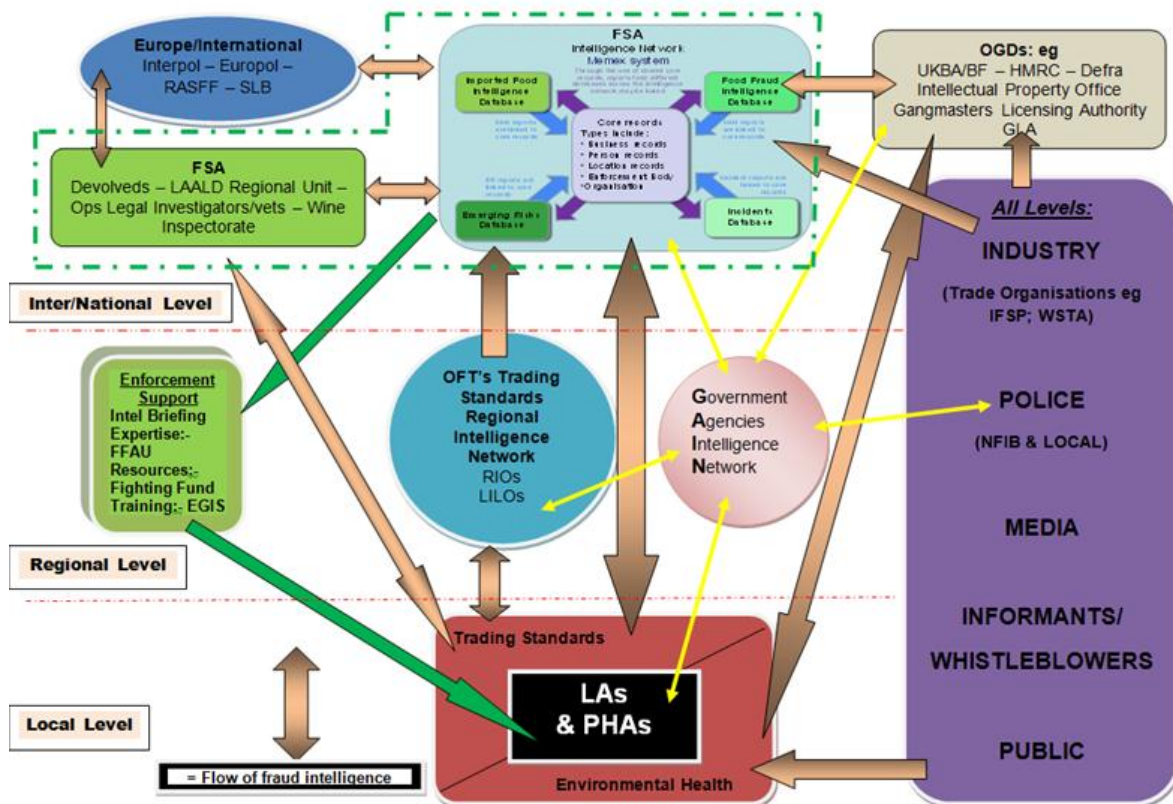 Europe/International
Interpol – Europol –
RASFF – SLB
FSA
Intelligence Network
Memex system
Imported Food
Intelligence
Database
Food Fraud
Intelligence
Database
Core records
Types include:
• Business records
• Person records
• Location records
• Enforcement Body
•Organisation
Emerging Risks
Database
Incidents
Database
OGDs: eg
UKBA/BF – HMRC – Defra
Intellectual Property Office
Gangmasters Licensing Authority
GLA
FSA
Devolveds – LAALD Regional Unit –
Ops Legal Investigators/vets – Wine
Inspectorate
Inter/National Level
All Levels:
INDUSTRY
(Trade Organisations eg
IFSP; WSTA)
POLICE
(NFIB & LOCAL)
MEDIA
INFORMANTS/
WHISTLEBLOWERS
PUBLIC
Enforcement
Support
Intel Briefing
Expertise:-
FFAU
Resources:-
Fighting Fund
Training:- EGIS
OFT's Trading
Standards
Regional
Intelligence
Network
RIOs
LILOs
Government
Agencies
Intelligence
Network
Regional Level
Trading Standards
LAs
& PHAs
Environmental Health
Local Level
= Flow of fraud intelligence